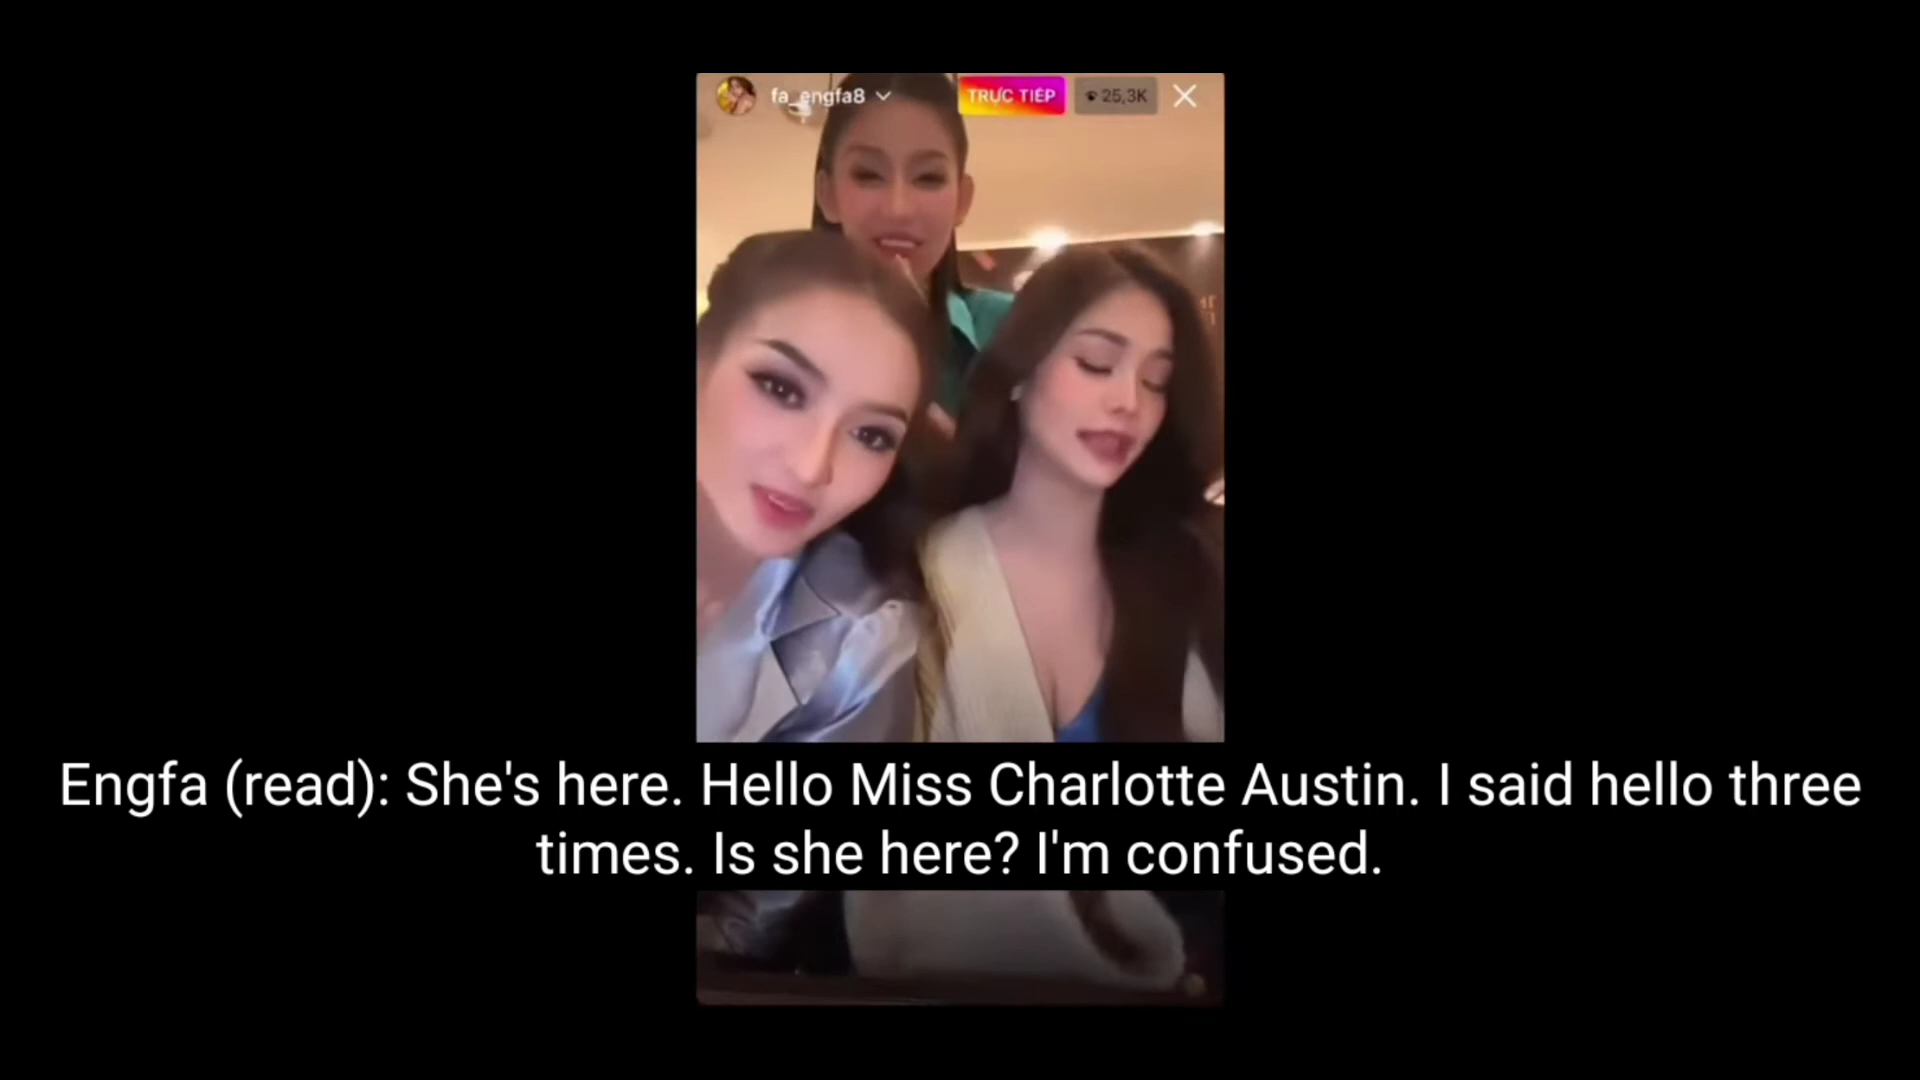 fa_engfa8
TRỰC TIẾP
25,3K
Engfa (read): She's here. Hello Miss Charlotte Austin. I said hello three
times. Is she here? I'm confused.